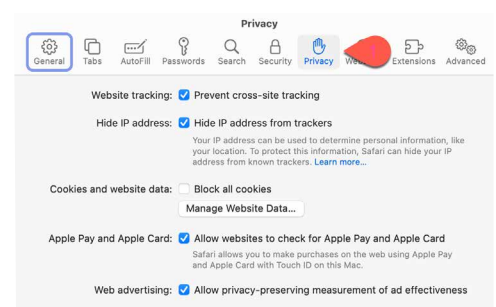 Privacy
General Tabs AutoFill Passwords Search Security Privacy Extensions Advanced
Website tracking: Prevent cross-site tracking
Hide IP address: Hide IP address from trackers
Your IP address can be used to determine personal information, like
your location. To protect this information, Safari can hide your IP
address from known trackers. Learn more...
Cookies and website data: Block all cookies
Manage Website Data...
Apple Pay and Apple Card: Allow websites to check for Apple Pay and Apple Card
Safari allows you to make purchases on the web using Apple Pay
and Apple Card with Touch ID on this Mac.
Web advertising: Allow privacy-preserving measurement of ad effectiveness